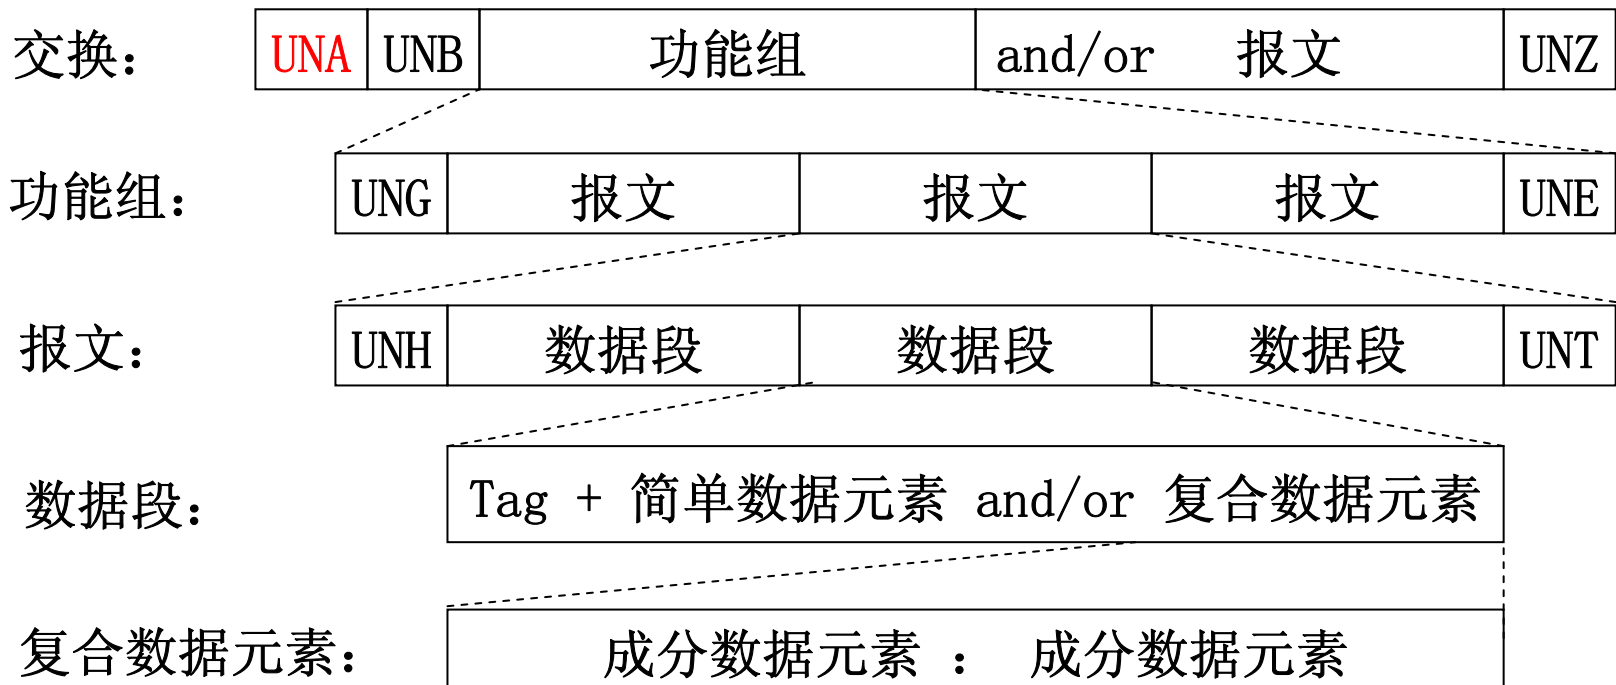 交换： UNA UNB 功能组 and/or 报文 UNZ
功能组： UNG 报文 报文 报文 UNE
报文： UNH 数据段 数据段 数据段 UNT
数据段： Tag + 简单数据元素 and/or 复合数据元素
复合数据元素： 成分数据元素 ： 成分数据元素